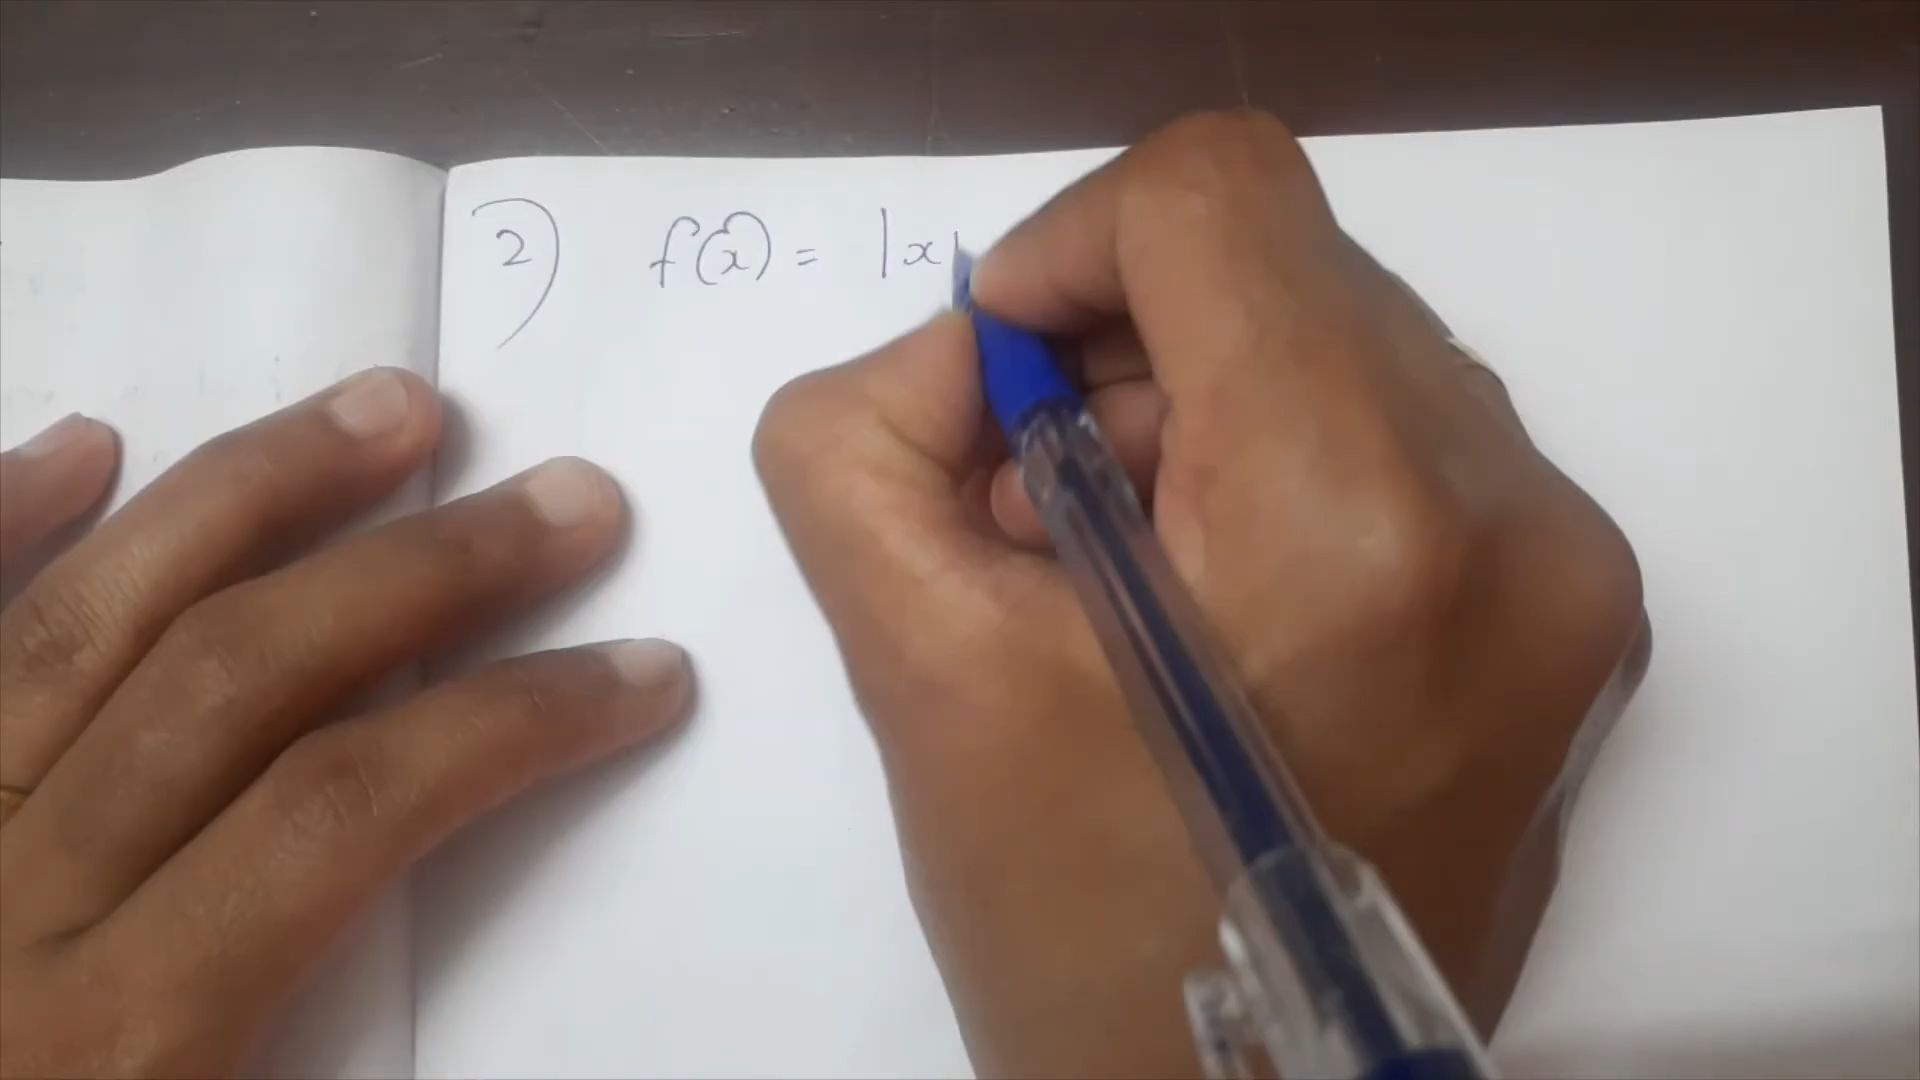 2) f(x) = |x|